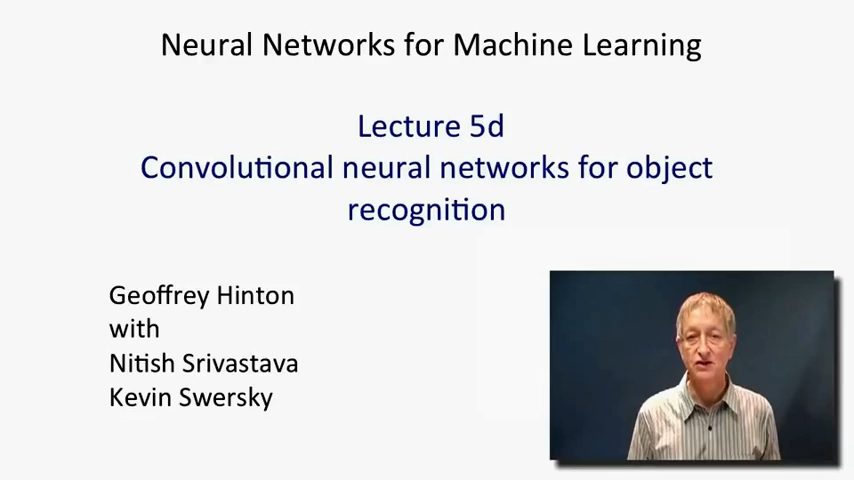 Neural Networks for Machine Learning
Lecture 5d
Convolutional neural networks for object
recognition
Geoffrey Hinton
with
Nitish Srivastava
Kevin Swersky